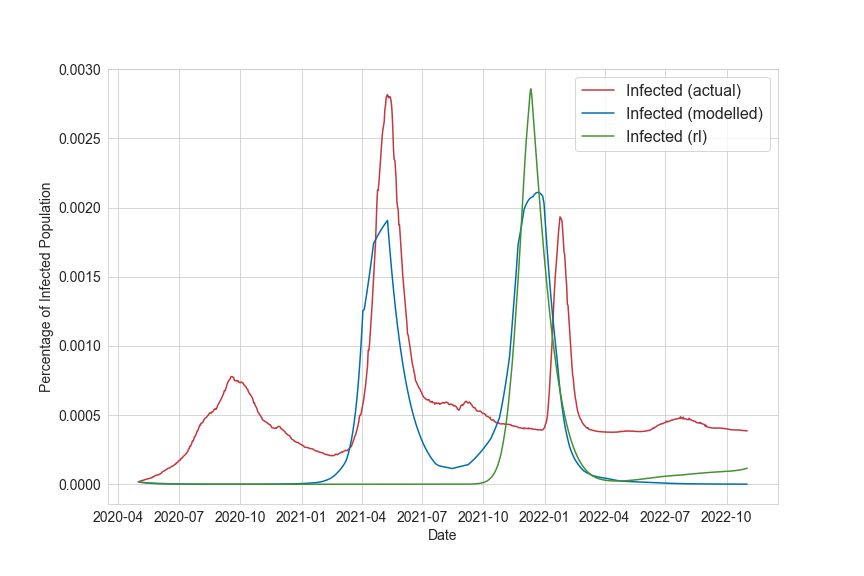 0.0030
0.0025
0.0020
0.0015
0.0010
0.0005
0.0000
Percentage of Infected Population
Infected (actual)
Infected (modelled)
Infected (rl)
2020-04 2020-07 2020-10 2021-01 2021-04 2021-07 2021-10 2022-01 2022-04 2022-07 2022-10
Date